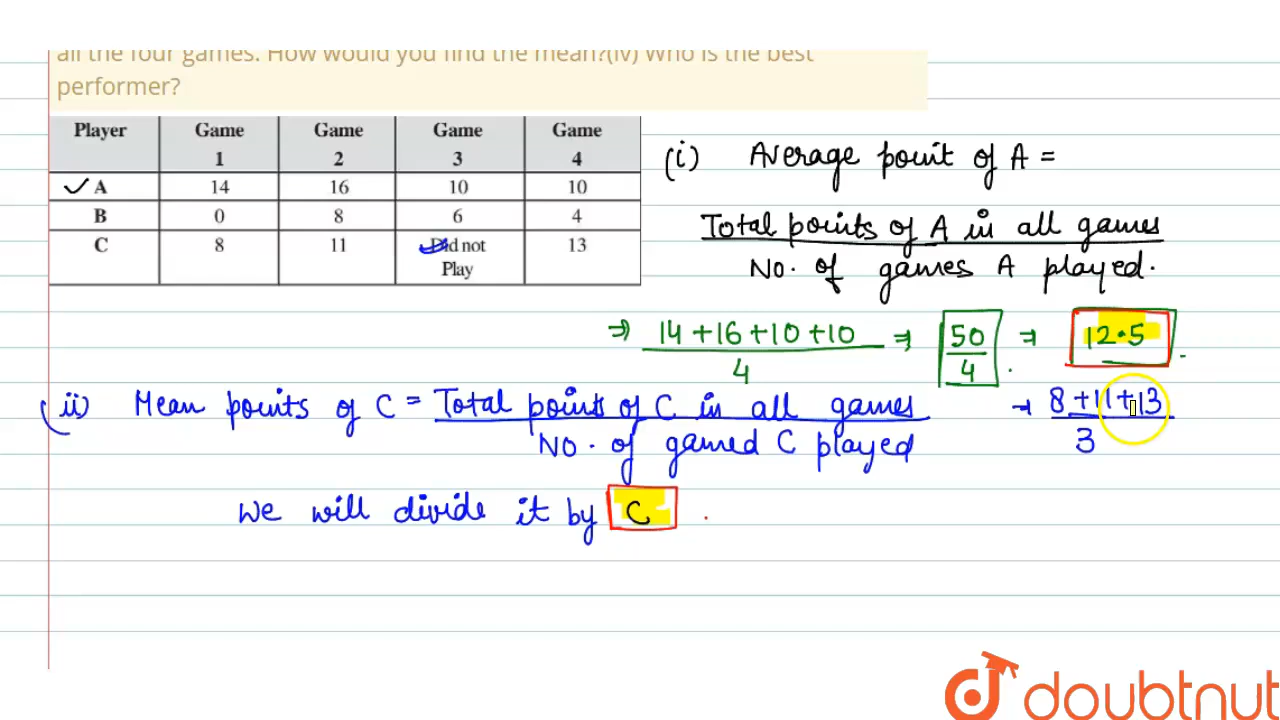 all the four games. How would you find the mean?(iv) Who is the best
performer?
Player Game 1 Game 2 Game 3 Game 4
A 14 16 10 10
B 0 8 6 4
C 8 11 Did not Play 13
(i) Average point of A =
Total points of A in all games
No. of games A played.
⇒ 14 +16 +10 +10 ⇒ 50 ⇒ 12.5
4 4
(ii) Mean points of C = Total points of C in all games → 8 +11+13
No. of gamed C played 3
We will divide it by C .
doubtnut